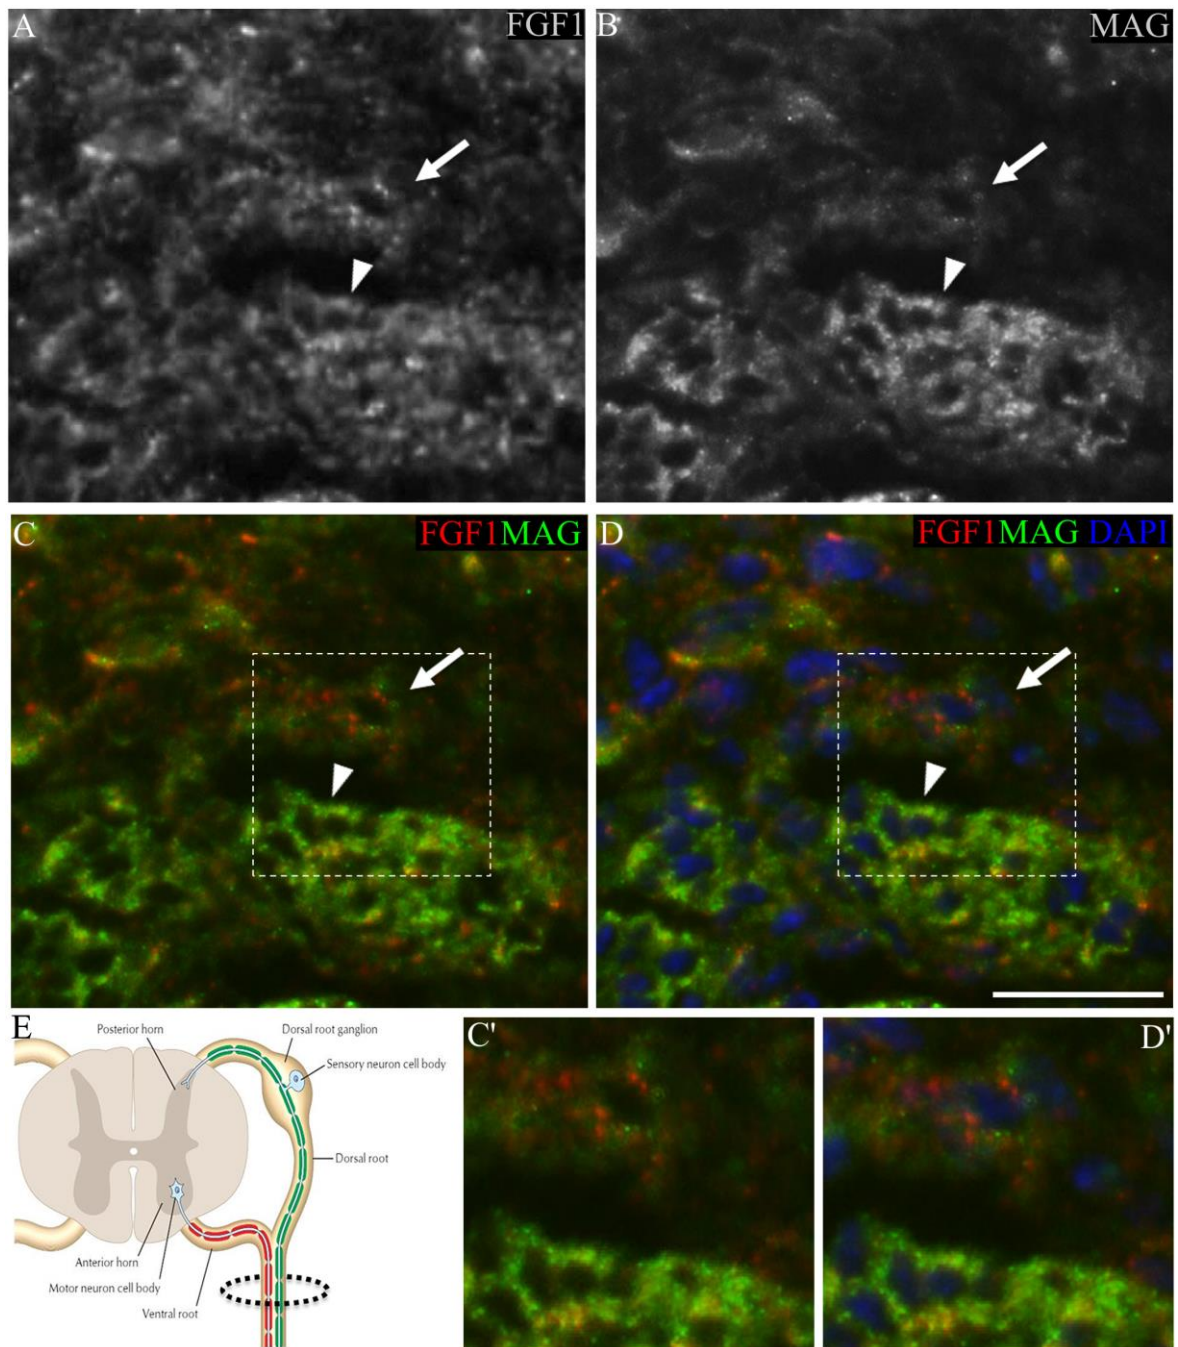 A
FGF1
B
MAG
C
FGF1MAG
D
FGF1MAG DAPI
E
Posterior horn
Dorsal root ganglion
Sensory neuron cell body
Dorsal root
Anterior horn
Motor neuron cell body
Ventral root
C'
D'